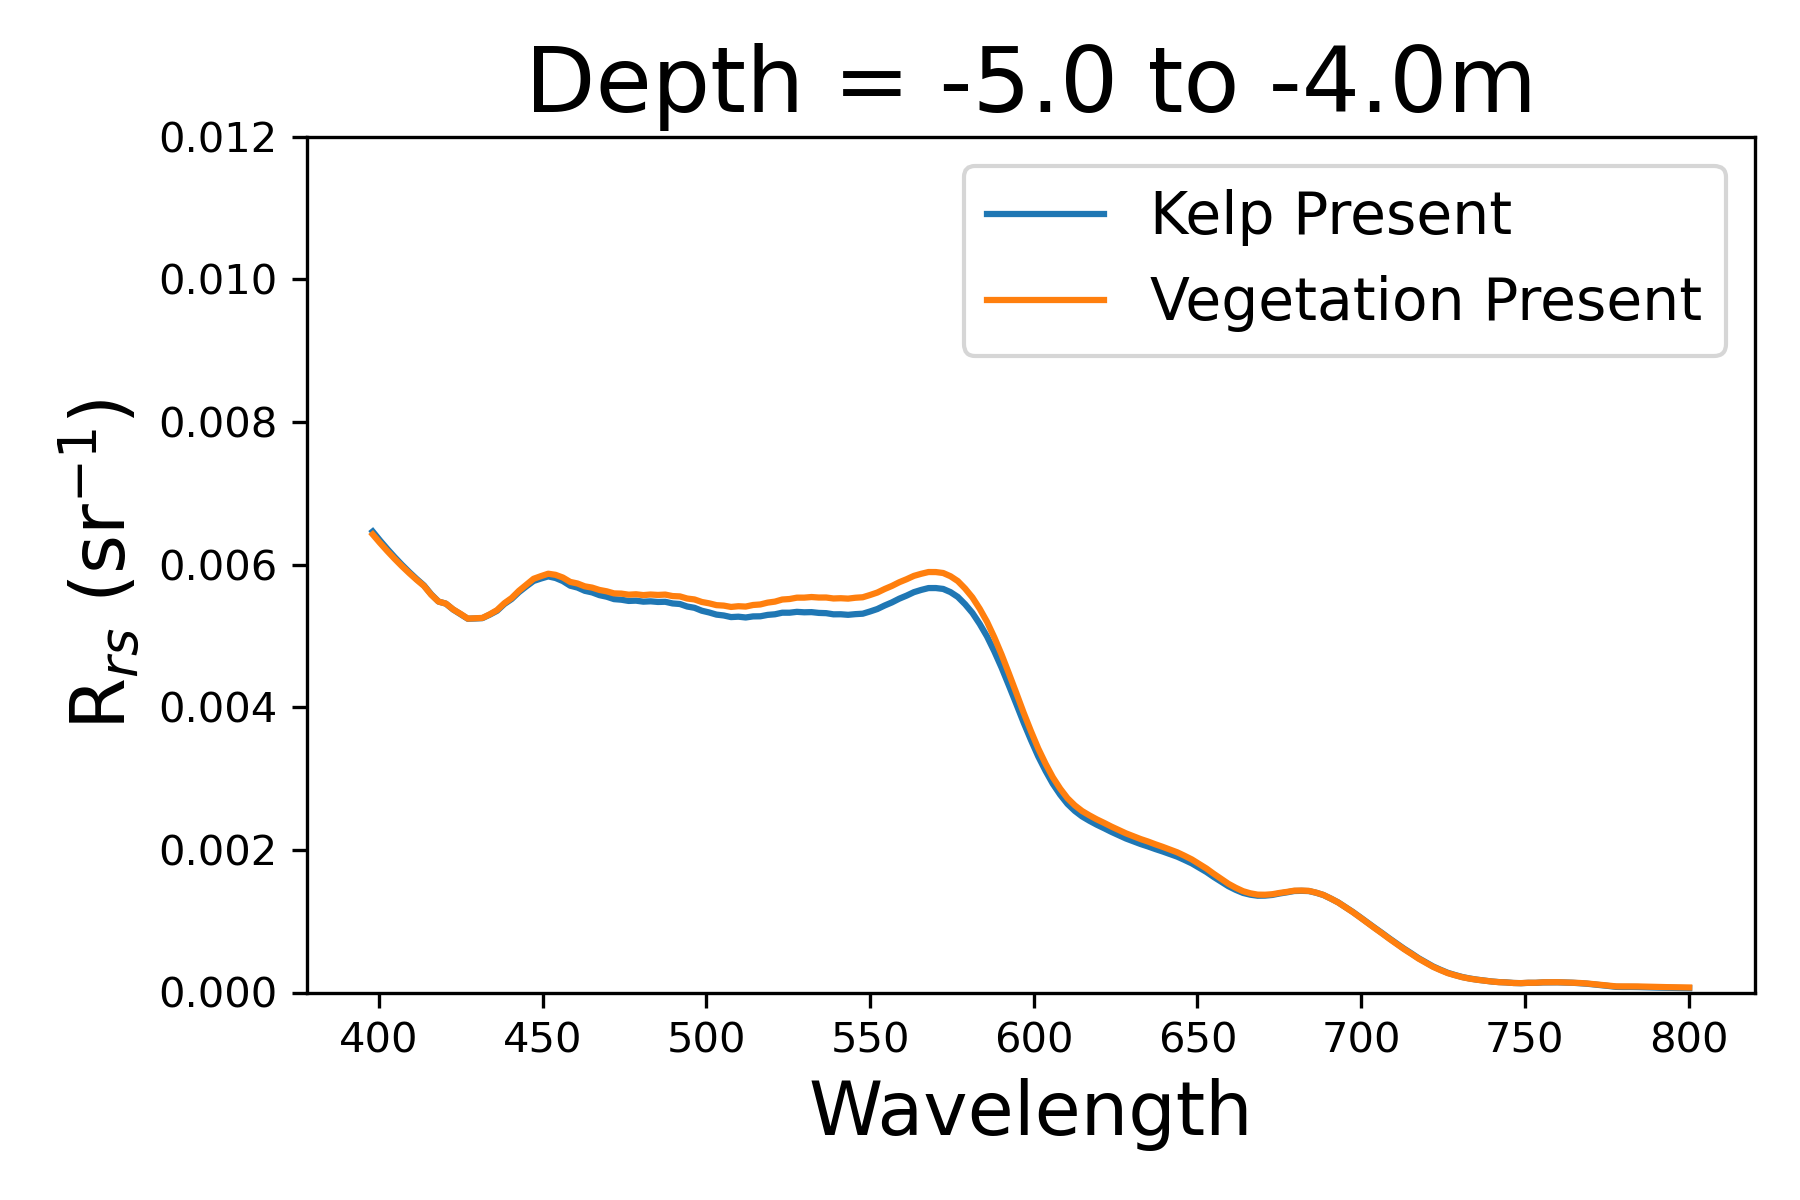 Depth = -5.0 to -4.0m
0.012
0.010
0.008
0.006
0.004
0.002
0.000
R_rs (sr⁻¹)
Kelp Present
Vegetation Present
400 450 500 550 600 650 700 750 800
Wavelength